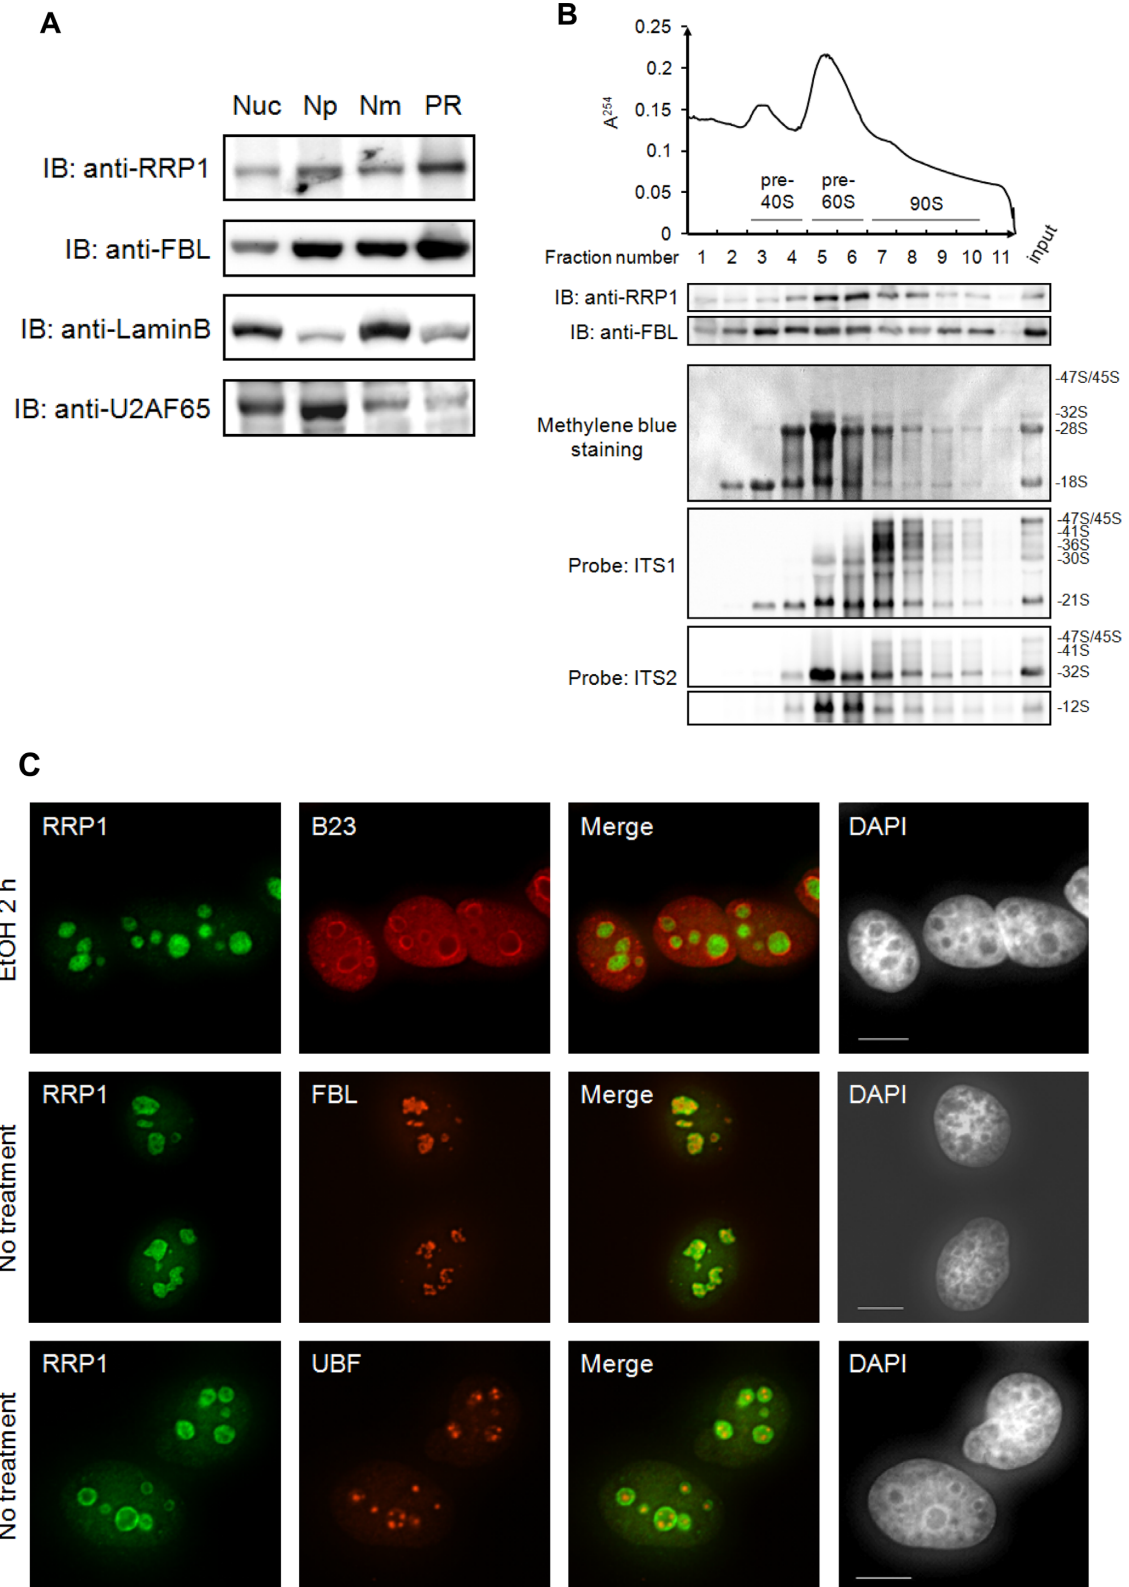 A
Nuc Np Nm PR
IB: anti-RRP1
IB: anti-FBL
IB: anti-LaminB
IB: anti-U2AF65
B
0.25
0.2
0.15
0.1
0.05
0
A254
pre-40S
pre-60S
90S
Fraction number 1 2 3 4 5 6 7 8 9 10 11 input
IB: anti-RRP1
IB: anti-FBL
Methylene blue
staining
-47S/45S
-32S
-28S
-18S
Probe: ITS1
-47S/45S
-41S
-36S
-30S
-21S
Probe: ITS2
-47S/45S
-41S
-32S
-12S
C
EtOH 2 h
RRP1 B23 Merge DAPI
No treatment
RRP1 FBL Merge DAPI
No treatment
RRP1 UBF Merge DAPI